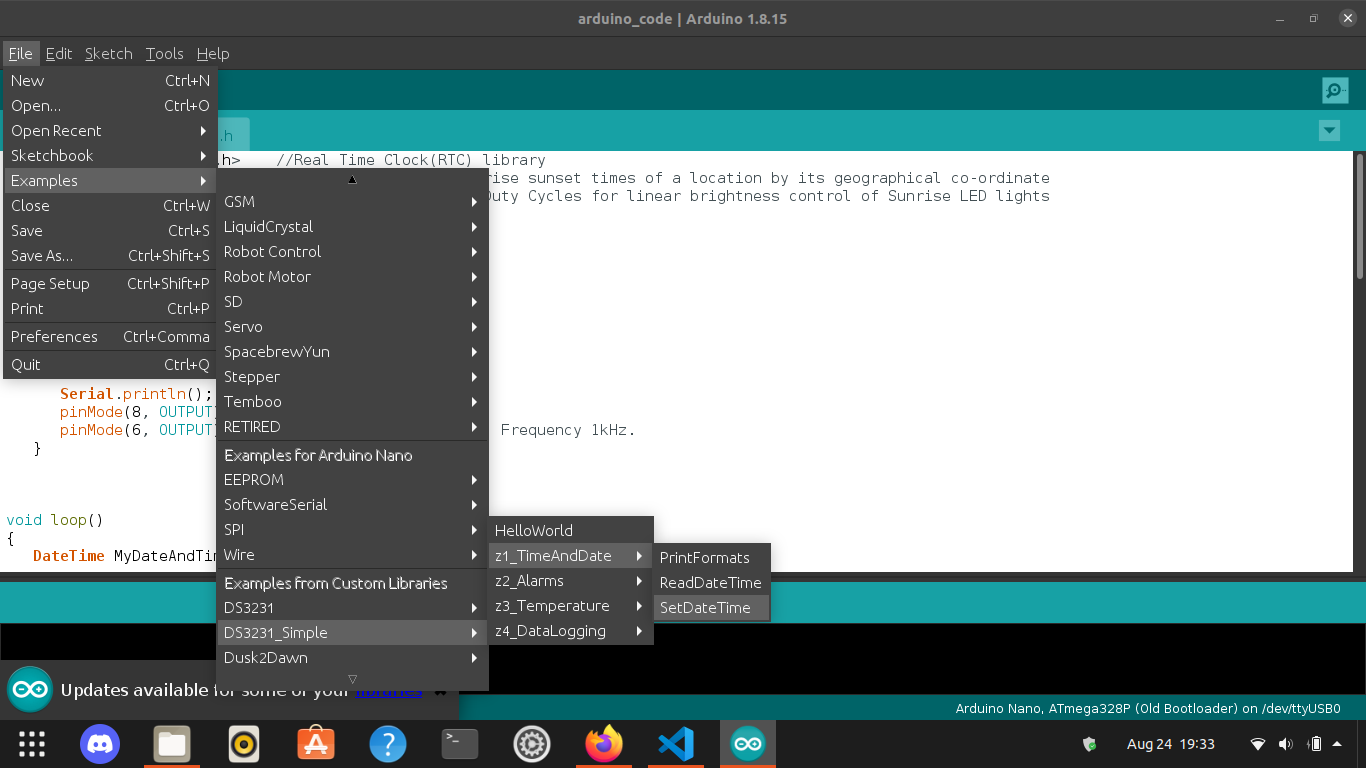 arduino_code | Arduino 1.8.15
File Edit Sketch Tools Help
New Ctrl+N
Open... Ctrl+O
Open Recent
Sketchbook
Examples
Close Ctrl+W
Save Ctrl+S
Save As... Ctrl+Shift+S
Page Setup Ctrl+Shift+P
Print Ctrl+P
Preferences Ctrl+Comma
Quit Ctrl+Q
.h
.h> //Real Time Clock(RTC) library
rise sunset times of a location by its geographical co-ordinate
Duty Cycles for linear brightness control of Sunrise LED lights
GSM
LiquidCrystal
Robot Control
Robot Motor
SD
Servo
SpacebrewYun
Stepper
Temboo
RETIRED
Examples for Arduino Nano
EEPROM
SoftwareSerial
SPI
Wire
Examples from Custom Libraries
DS3231
DS3231_Simple
Dusk2Dawn
HelloWorld
z1_TimeAndDate
z2_Alarms
z3_Temperature
z4_DataLogging
PrintFormats
ReadDateTime
SetDateTime
Serial.println();
pinMode(8, OUTPUT)
pinMode(6, OUTPUT) Frequency 1kHz.
}
void loop()
{
DateTime MyDateAndTim
Updates available for some of your libraries
Arduino Nano, ATmega328P (Old Bootloader) on /dev/ttyUSB0
Aug 24 19:33